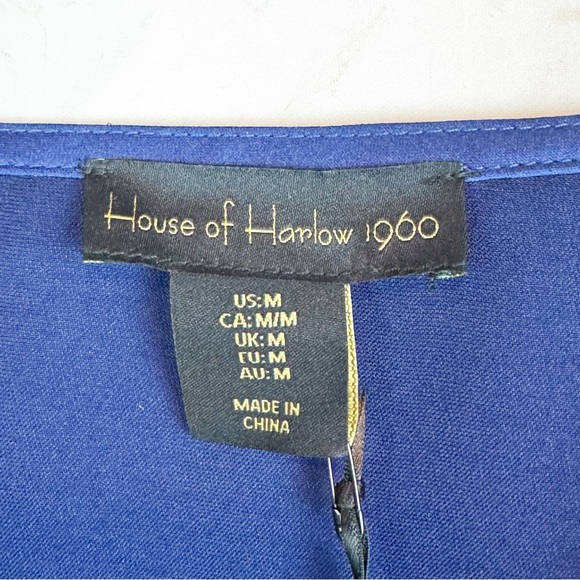 House of Harlow 1960
US:M
CA:M/M
UK:M
EU:M
AU:M
MADE IN
CHINA